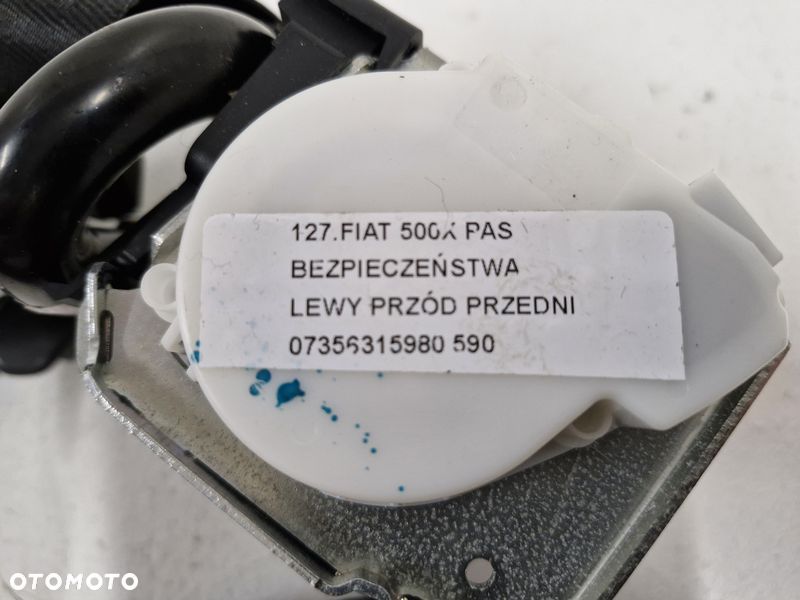 127.FIAT 500X PAS
BEZPIECZEŃSTWA
LEWY PRZÓD PRZEDNI
07356315980 590
OTOMOTO